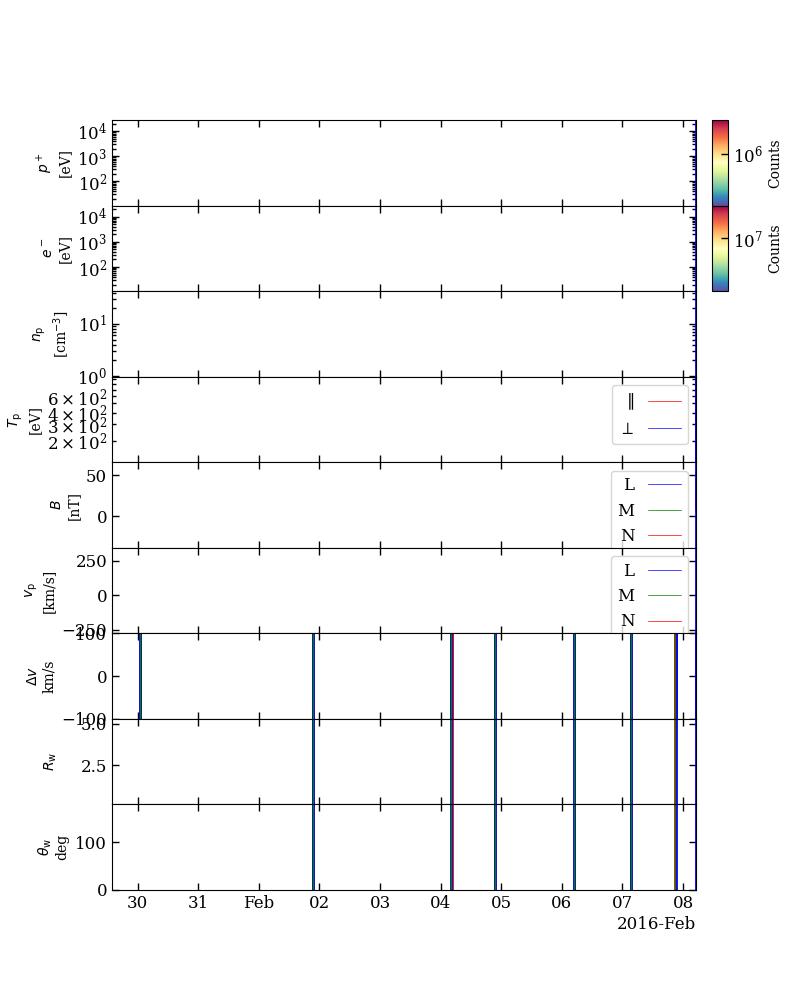 10⁴
10³
10²
p⁺
[eV]
10⁶
Counts
10⁴
10³
10²
e⁻
[eV]
10⁷
Counts
10¹
10⁰
nₚ
[cm⁻³]
6 × 10²
4 × 10²
3 × 10²
2 × 10²
Tₚ
[eV]
∥
⊥
50
0
B
[nT]
L
M
N
250
0
−250
vₚ
[km/s]
L
M
N
100
0
−100
Δv
km/s
5.0
2.5
R_w
100
0
θ_w
deg
30 31 Feb 02 03 04 05 06 07 08
2016-Feb